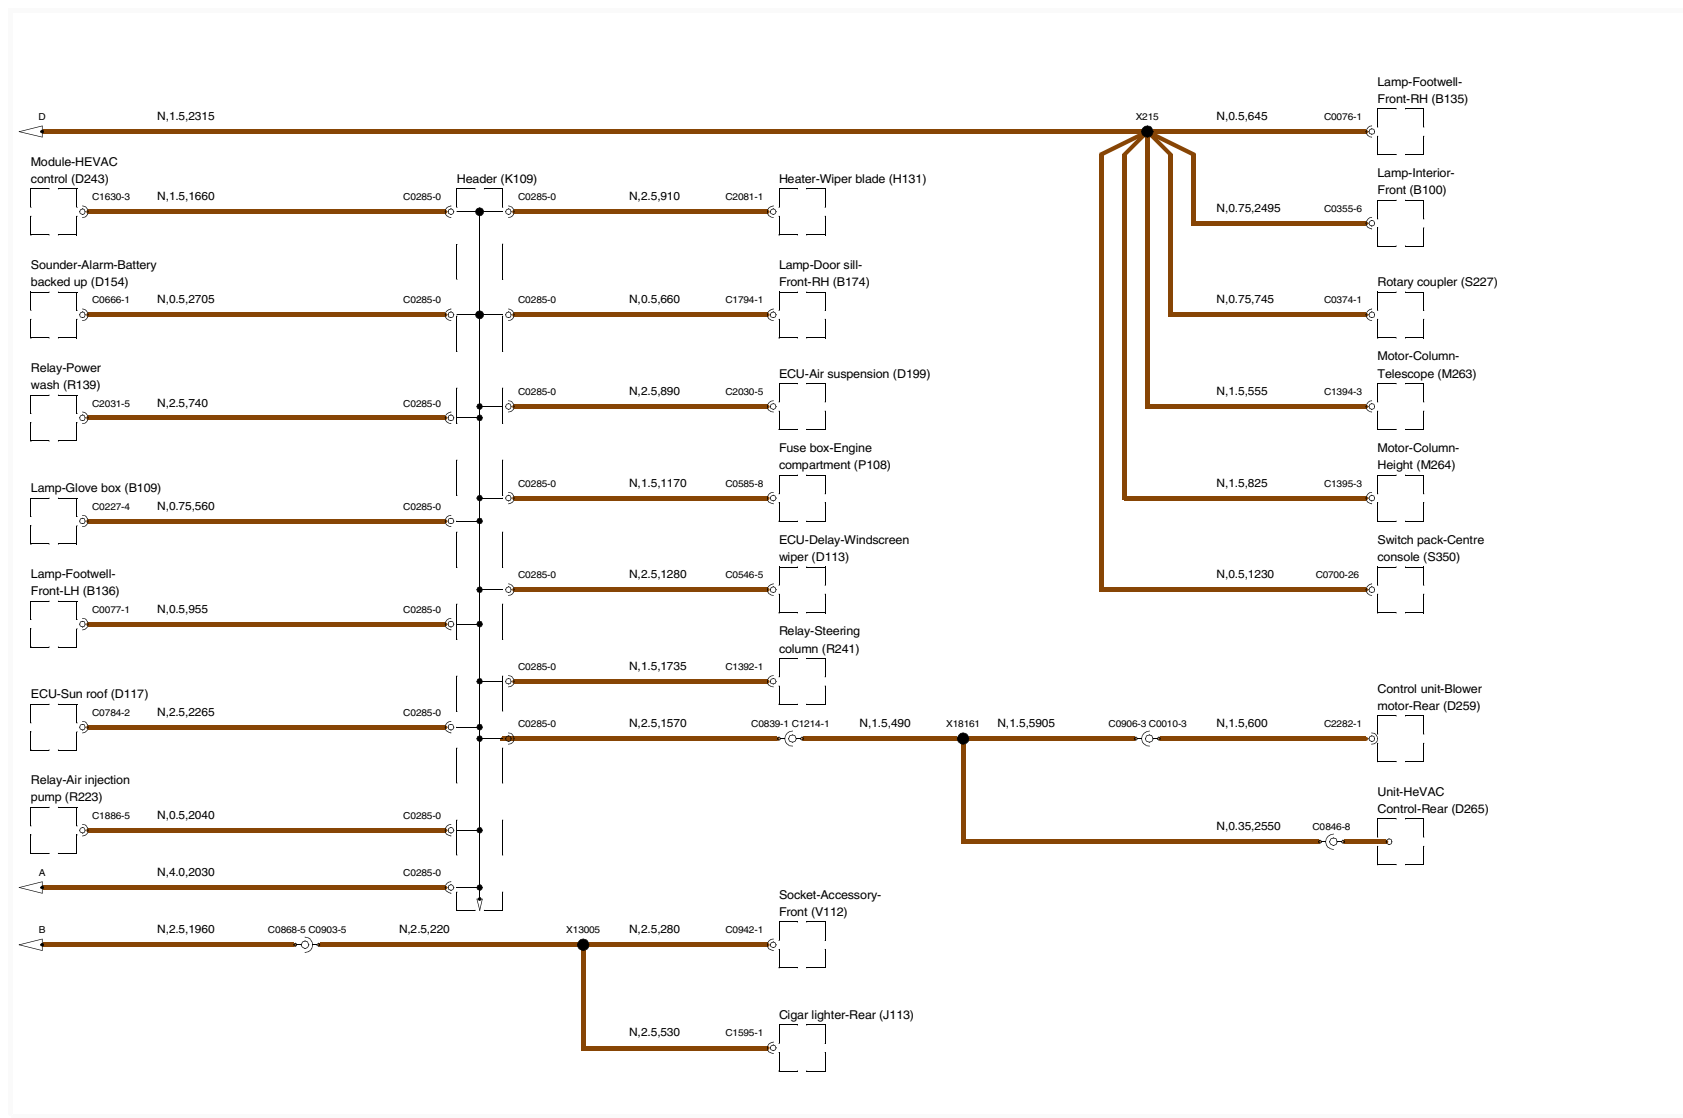 D
N,1.5,2315
X215
N,0.5,645
C0076-1
Lamp-Footwell-
Front-RH (B135)
Module-HEVAC
control (D243)
C1630-3
N,1.5,1660
C0285-0
Header (K109)
C0285-0
N,2.5,910
C2081-1
Heater-Wiper blade (H131)
Lamp-Interior-
Front (B100)
N,0.75,2495
C0355-6
Sounder-Alarm-Battery
backed up (D154)
C0666-1
N,0.5,2705
C0285-0
C0285-0
N,0.5,660
C1794-1
Lamp-Door sill-
Front-RH (B174)
N,0.75,745
C0374-1
Rotary coupler (S227)
Relay-Power
wash (R139)
C2031-5
N,2.5,740
C0285-0
C0285-0
N,2.5,890
C2030-5
ECU-Air suspension (D199)
Motor-Column-
Telescope (M263)
N,1.5,555
C1394-3
Fuse box-Engine
compartment (P108)
C0285-0
N,1.5,1170
C0585-8
Motor-Column-
Height (M264)
N,1.5,825
C1395-3
Lamp-Glove box (B109)
C0227-4
N,0.75,560
C0285-0
ECU-Delay-Windscreen
wiper (D113)
C0285-0
N,2.5,1280
C0546-5
Switch pack-Centre
console (S350)
N,0.5,1230
C0700-26
Lamp-Footwell-
Front-LH (B136)
C0077-1
N,0.5,955
C0285-0
Relay-Steering
column (R241)
C0285-0
N,1.5,1735
C1392-1
ECU-Sun roof (D117)
C0784-2
N,2.5,2265
C0285-0
C0285-0
N,2.5,1570
C0839-1 C1214-1
N,1.5,490
X18161
N,1.5,5905
C0906-3 C0010-3
N,1.5,600
C2282-1
Control unit-Blower
motor-Rear (D259)
Relay-Air injection
pump (R223)
C1886-5
N,0.5,2040
C0285-0
Unit-HeVAC
Control-Rear (D265)
N,0.35,2550
C0846-8
A
N,4.0,2030
C0285-0
B
N,2.5,1960
C0868-5 C0903-5
N,2.5,220
X13005
N,2.5,280
C0942-1
Socket-Accessory-
Front (V112)
N,2.5,530
C1595-1
Cigar lighter-Rear (J113)